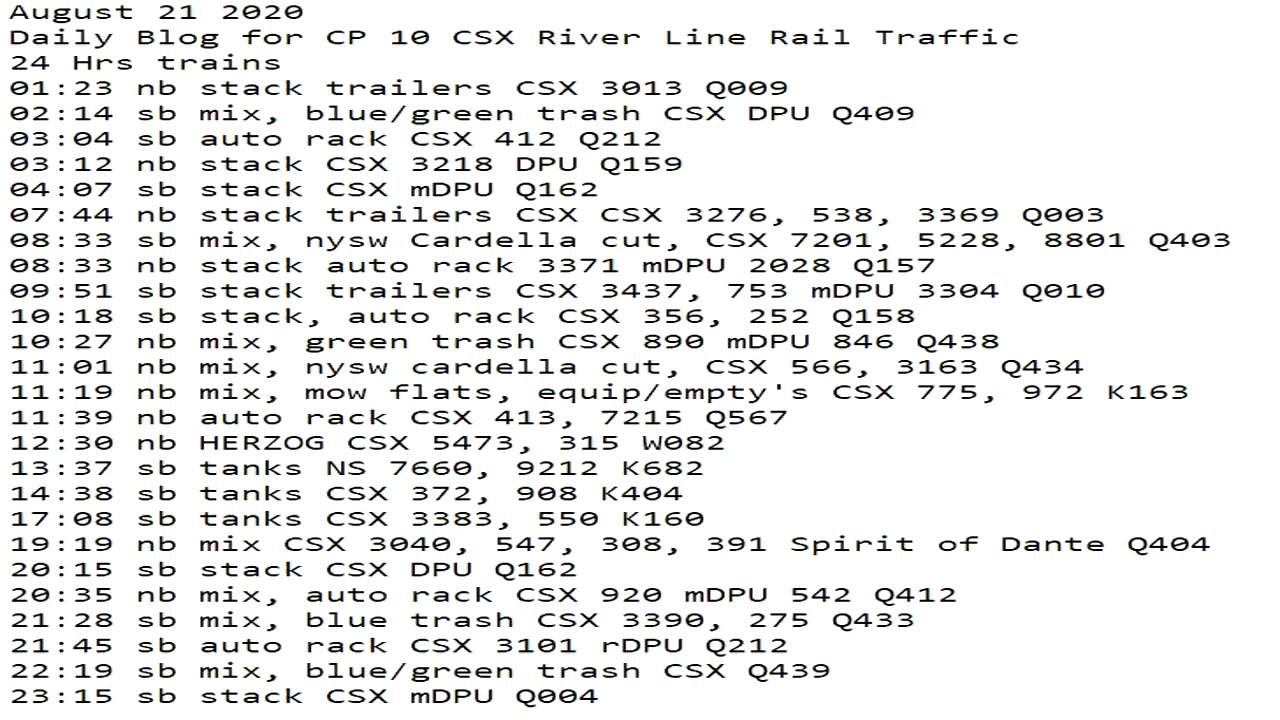 August 21 2020
Daily Blog for CP 10 CSX River Line Rail Traffic
24 Hrs trains
01:23 nb stack trailers CSX 3013 Q009
02:14 sb mix, blue/green trash CSX DPU Q409
03:04 sb auto rack CSX 412 Q212
03:12 nb stack CSX 3218 DPU Q159
04:07 sb stack CSX mDPU Q162
07:44 nb stack trailers CSX CSX 3276, 538, 3369 Q003
08:33 sb mix, nysw Cardella cut, CSX 7201, 5228, 8801 Q403
08:33 nb stack auto rack 3371 mDPU 2028 Q157
09:51 sb stack trailers CSX 3437, 753 mDPU 3304 Q010
10:18 sb stack, auto rack CSX 356, 252 Q158
10:27 nb mix, green trash CSX 890 mDPU 846 Q438
11:01 nb mix, nysw cardella cut, CSX 566, 3163 Q434
11:19 nb mix, mow flats, equip/empty's CSX 775, 972 K163
11:39 nb auto rack CSX 413, 7215 Q567
12:30 nb HERZOG CSX 5473, 315 W082
13:37 sb tanks NS 7660, 9212 K682
14:38 sb tanks CSX 372, 908 K404
17:08 sb tanks CSX 3383, 550 K160
19:19 nb mix CSX 3040, 547, 308, 391 Spirit of Dante Q404
20:15 sb stack CSX DPU Q162
20:35 nb mix, auto rack CSX 920 mDPU 542 Q412
21:28 sb mix, blue trash CSX 3390, 275 Q433
21:45 sb auto rack CSX 3101 rDPU Q212
22:19 sb mix, blue/green trash CSX Q439
23:15 sb stack CSX mDPU Q004